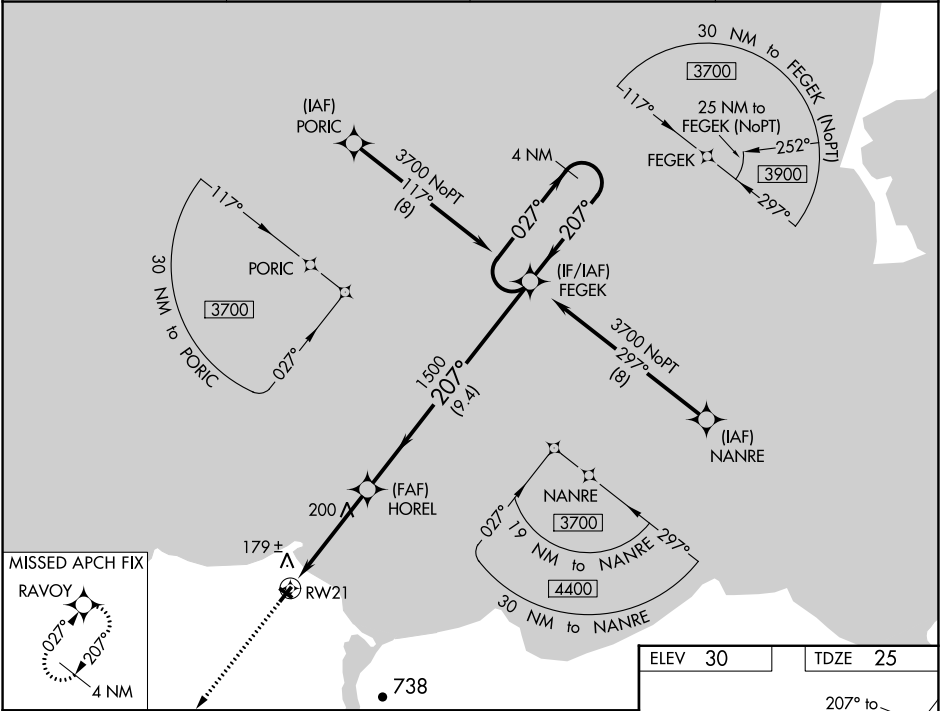 30 NM to FEGEK (NoPT)
3700
117°
25 NM to
FEGEK (NoPT)
252°
FEGEK
3900
297°
(IAF)
PORIC
3700 NoPT
117°
(8)
4 NM
027°
207°
(IF/IAF)
FEGEK
117°
PORIC
3700
30 NM to PORIC
027°
3700 NoPT
297°
(8)
(IAF)
NANRE
1500
207°
(9.4)
(FAF)
HOREL
200
179 ±
RW21
NANRE
3700
027°
297°
19 NM to NANRE
4400
30 NM to NANRE
MISSED APCH FIX
RAVOY
027°
207°
4 NM
738
ELEV 30
TDZE 25
207° to